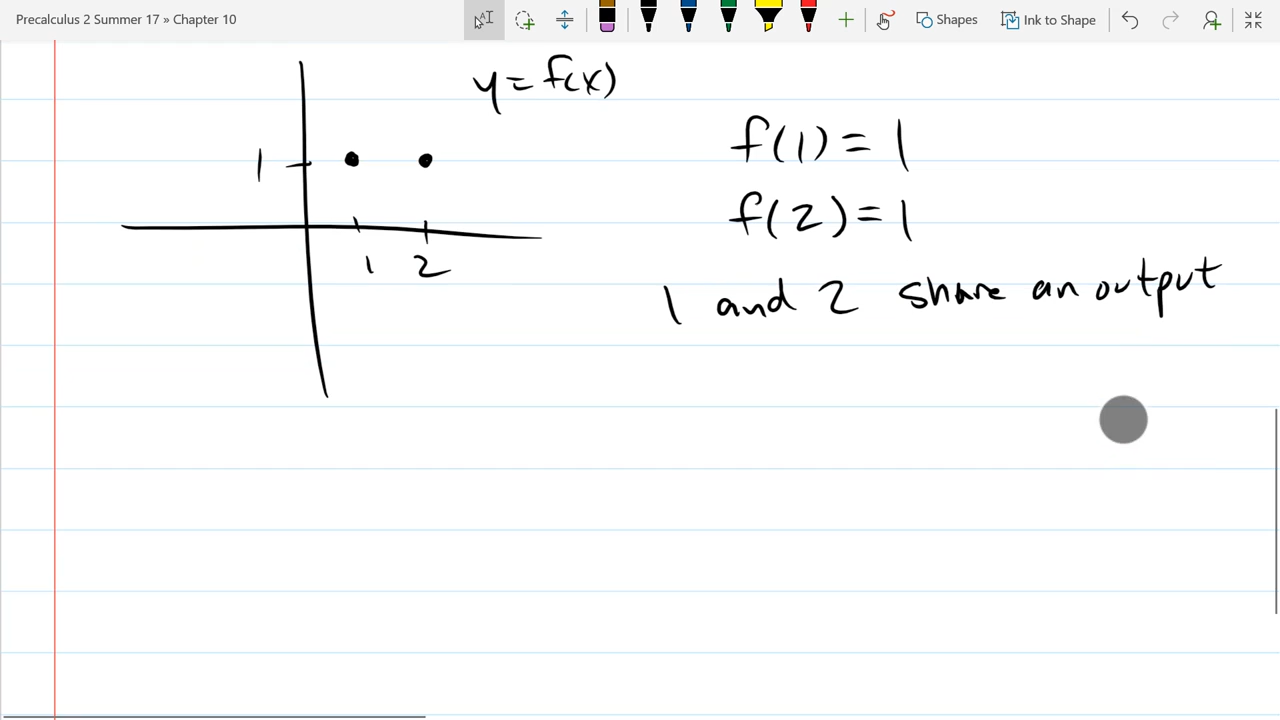 Precalculus 2 Summer 17 » Chapter 10
Shapes
Ink to Shape
y = f(x)
1
1 2
f(1) = 1
f(2) = 1
1 and 2 share an output